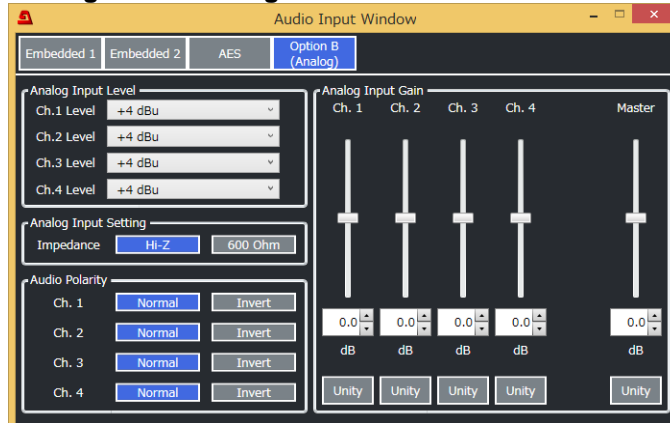 Audio Input Window
Embedded 1 Embedded 2 AES Option B
(Analog)
Analog Input Level
Ch.1 Level +4 dBu
Ch.2 Level +4 dBu
Ch.3 Level +4 dBu
Ch.4 Level +4 dBu
Analog Input Setting
Impedance Hi-Z 600 Ohm
Audio Polarity
Ch. 1 Normal Invert
Ch. 2 Normal Invert
Ch. 3 Normal Invert
Ch. 4 Normal Invert
Analog Input Gain
Ch. 1 Ch. 2 Ch. 3 Ch. 4 Master
0.0 0.0 0.0 0.0 0.0
dB dB dB dB dB
Unity Unity Unity Unity Unity